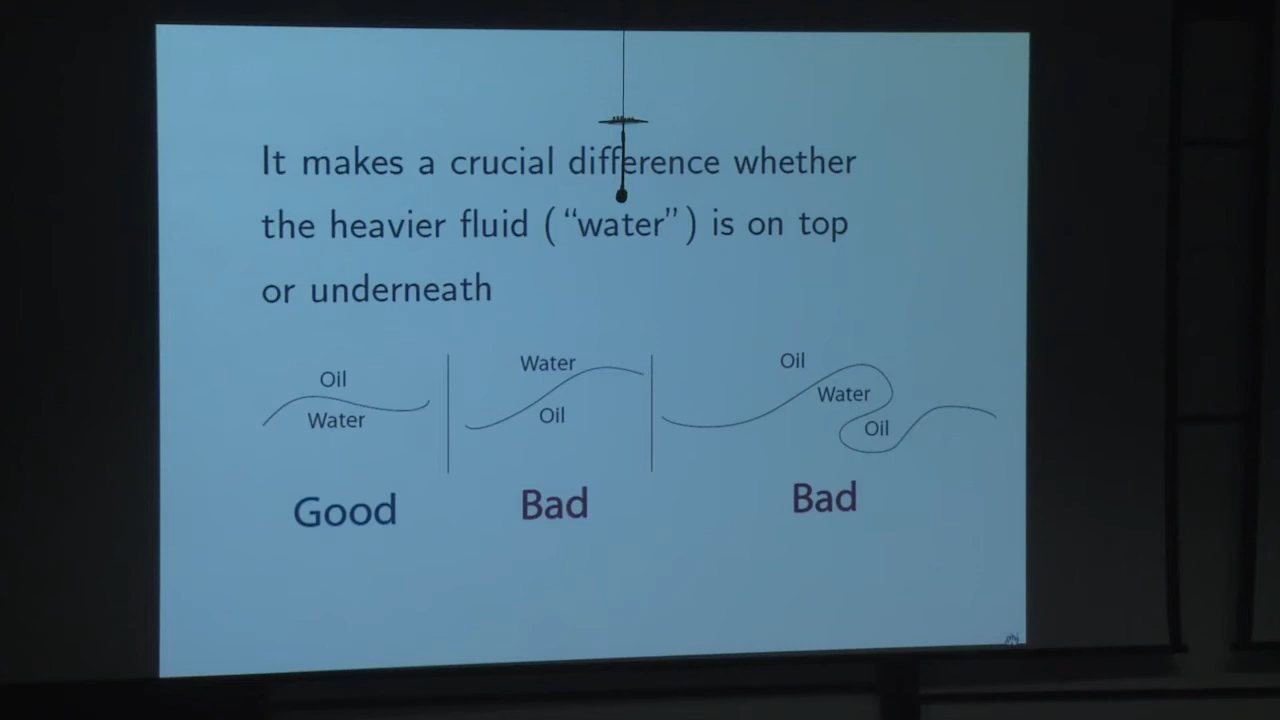 It makes a crucial difference whether
the heavier fluid (“water”) is on top
or underneath
Oil
Water
Good
Water
Oil
Bad
Oil
Water
Oil
Bad